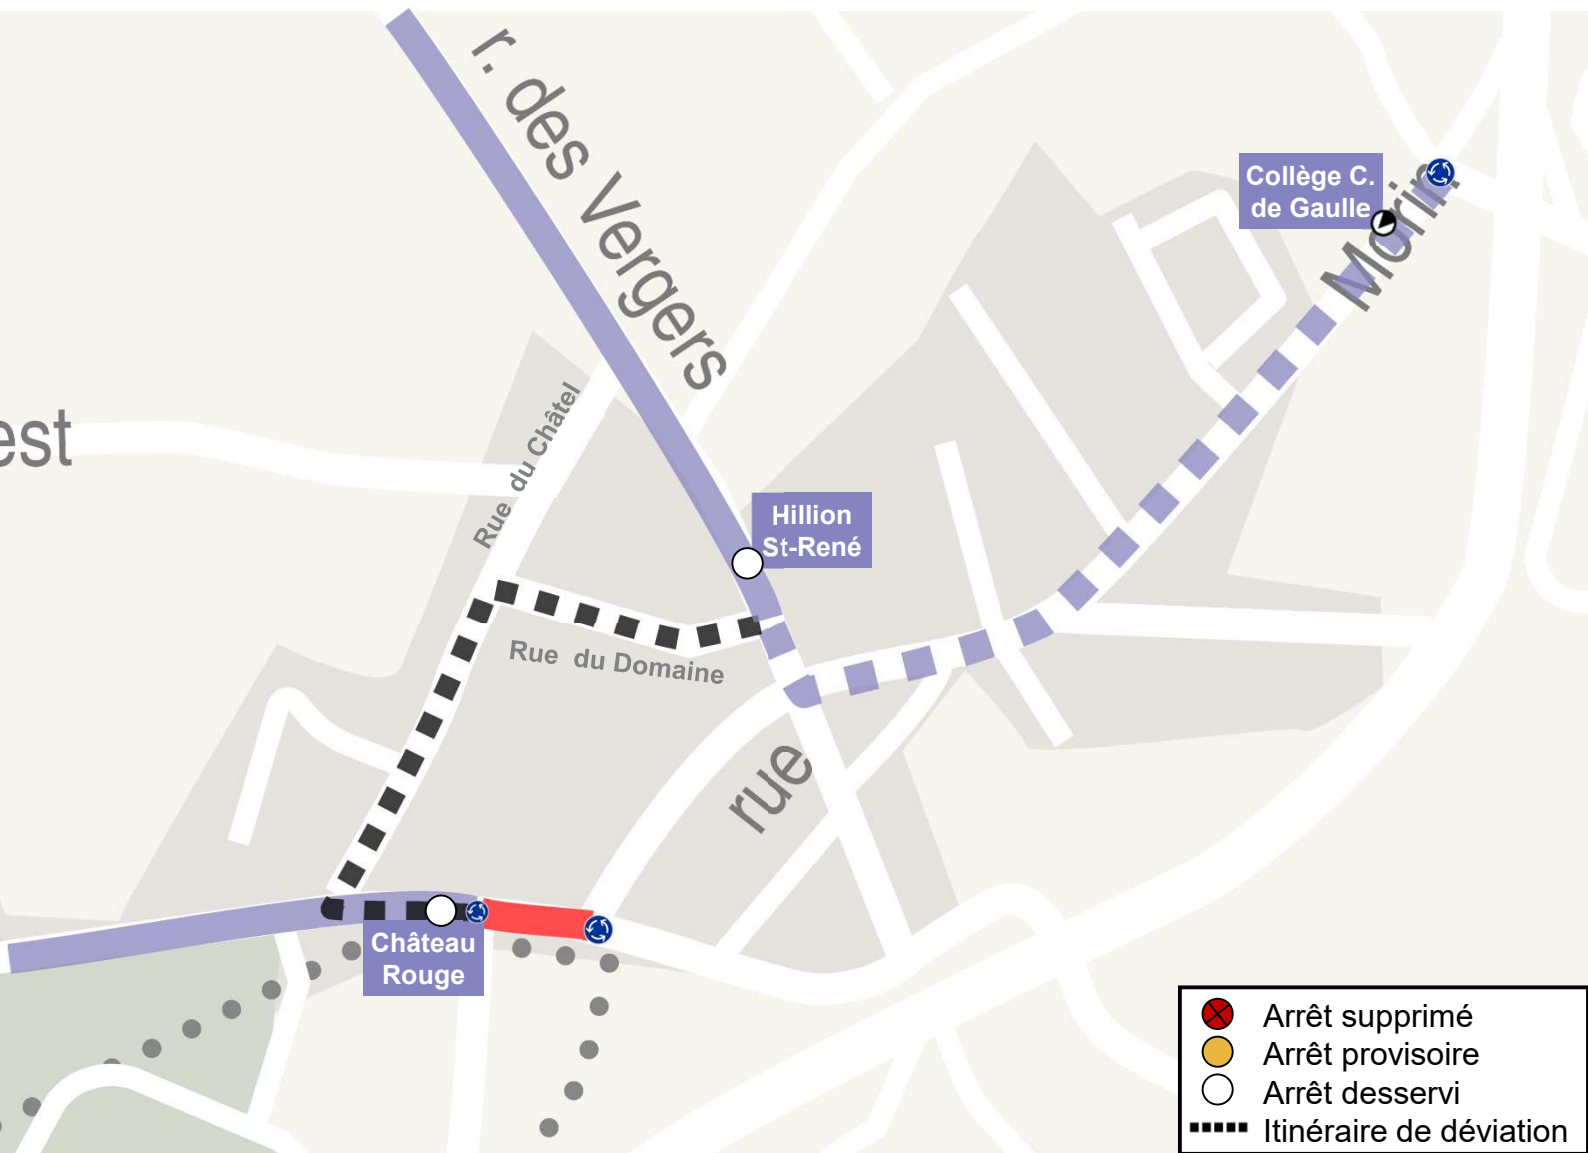 r. des Vergers
Collège C.
de Gaulle
Morin
est
Rue du Châtel
Hillion
St-René
Rue du Domaine
rue
Château
Rouge
Arrêt supprimé
Arrêt provisoire
Arrêt desservi
Itinéraire de déviation